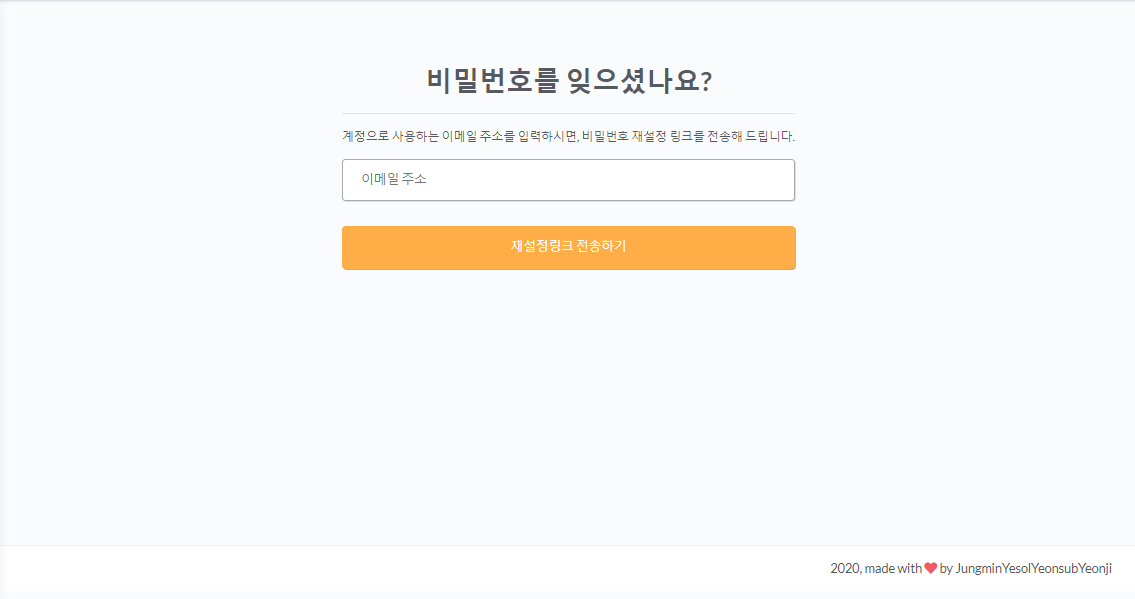 비밀번호를 잊으셨나요?
계정으로 사용하는 이메일 주소를 입력하시면, 비밀번호 재설정 링크를 전송해 드립니다.
이메일 주소
재설정링크 전송하기
2020, made with ❤ by JungminYesolYeonsubYeonji